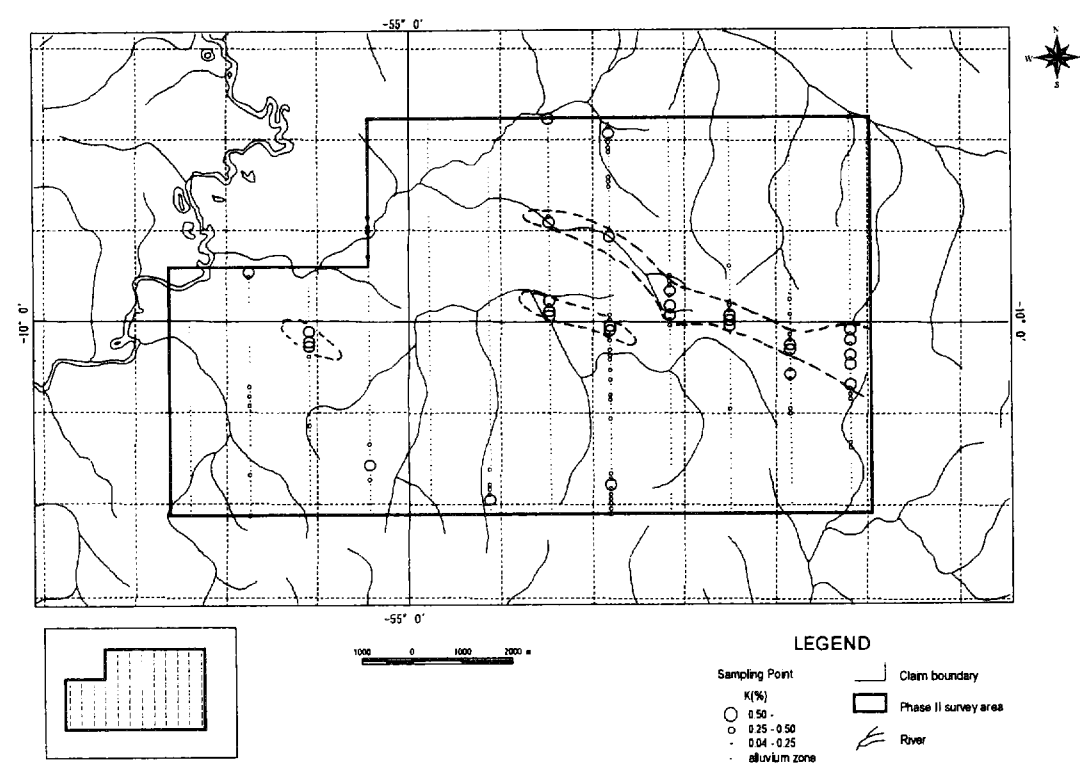 -55° 0'
N
W
S
-10° 0'
-10° 0'
-55° 0'
1000 0 1000 2000 m
LEGEND
Sampling Point
K(%)
0.50 -
0.25 - 0.50
0.04 - 0.25
alluvium zone
Claim boundary
Phase II survey area
River